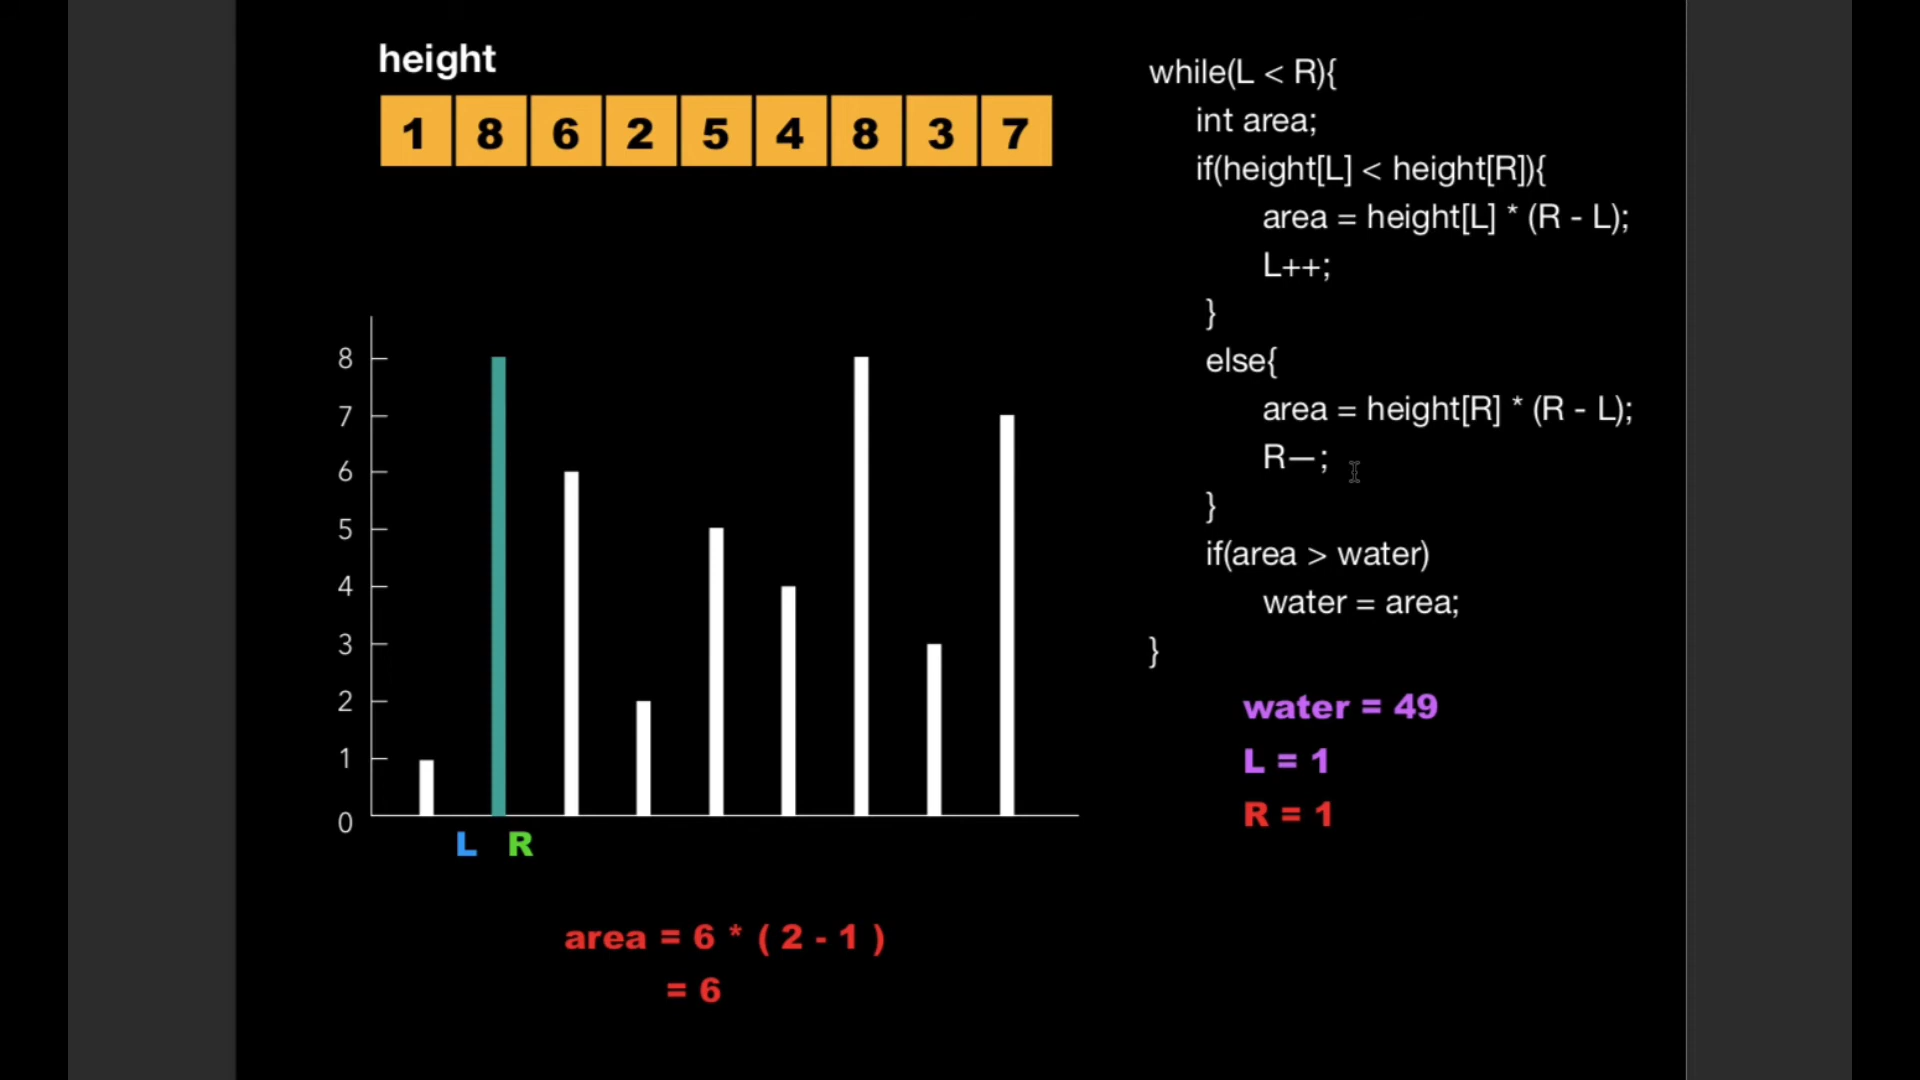 height
1 8 6 2 5 4 8 3 7
8
7
6
5
4
3
2
1
0
L R
area = 6 * ( 2 - 1 )
= 6
while(L < R){
int area;
if(height[L] < height[R]){
area = height[L] * (R - L);
L++;
}
else{
area = height[R] * (R - L);
R—;
}
if(area > water)
water = area;
}
water = 49
L = 1
R = 1